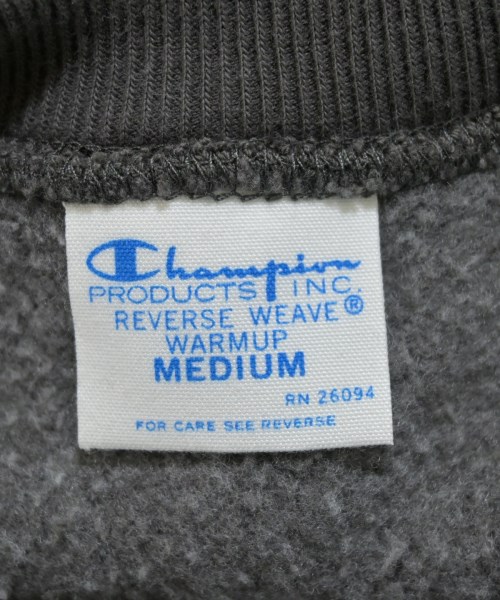 Champion
PRODUCTS INC.
REVERSE WEAVE®
WARMUP
MEDIUM
RN 26094
FOR CARE SEE REVERSE